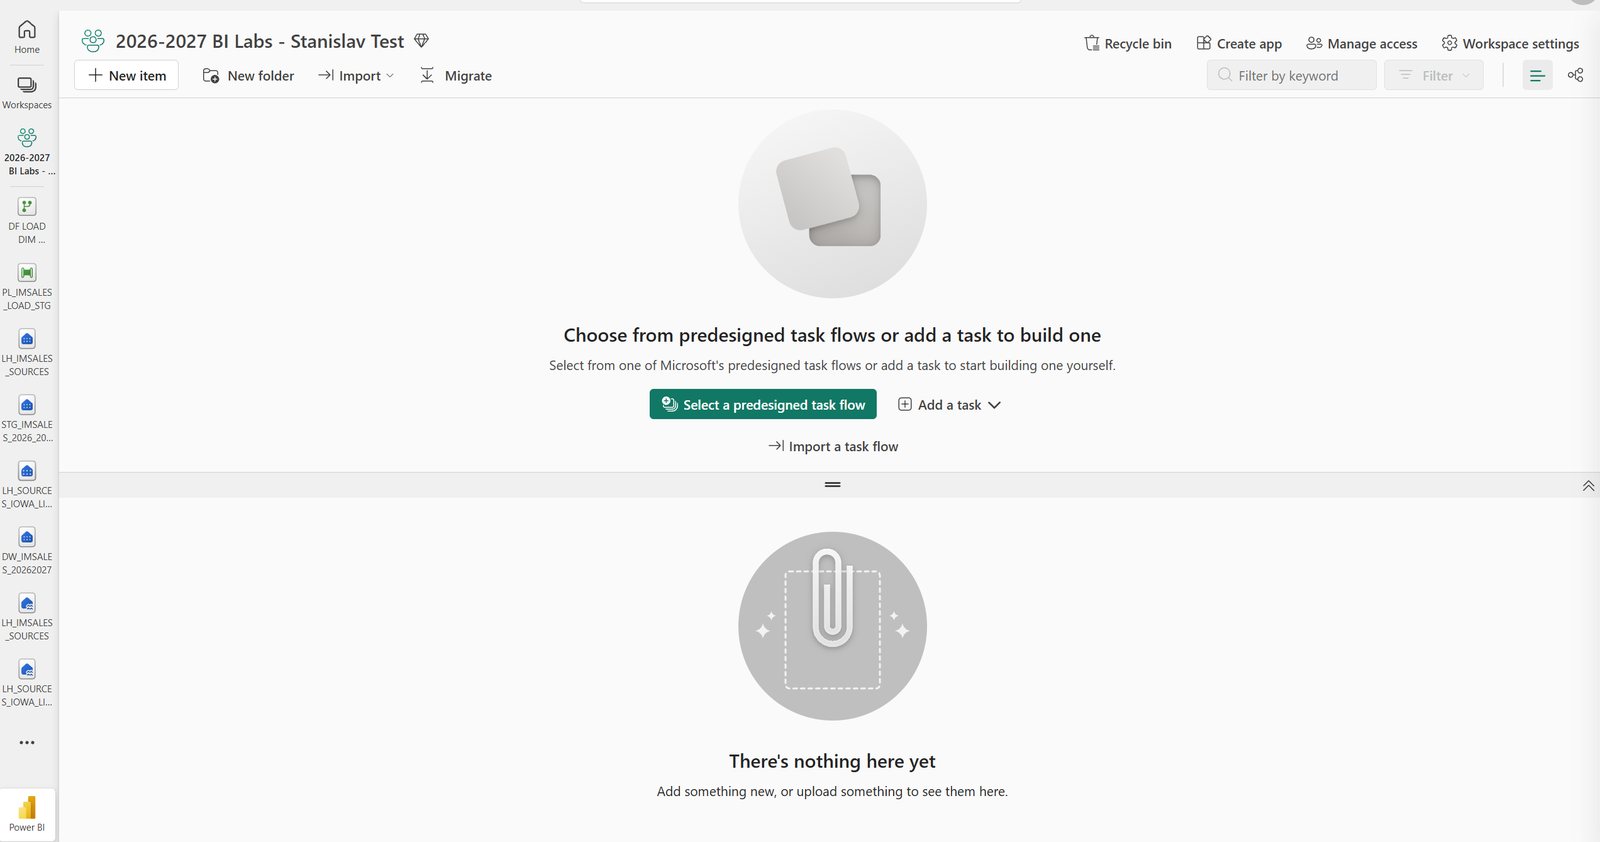 Home
Workspaces
2026-2027
BI Labs - ...
DF LOAD
DIM ...
PL_IMSALES
_LOAD_STG
LH_IMSALES
_SOURCES
STG_IMSALE
S_2026_20...
LH_SOURCE
S_IOWA_LI...
DW_IMSALE
S_20262027
LH_IMSALES
_SOURCES
LH_SOURCE
S_IOWA_LI...
Power BI
2026-2027 BI Labs - Stanislav Test
Recycle bin Create app Manage access Workspace settings
New item New folder Import Migrate
Filter by keyword Filter
Choose from predesigned task flows or add a task to build one
Select from one of Microsoft's predesigned task flows or add a task to start building one yourself.
Select a predesigned task flow Add a task
Import a task flow
There's nothing here yet
Add something new, or upload something to see them here.